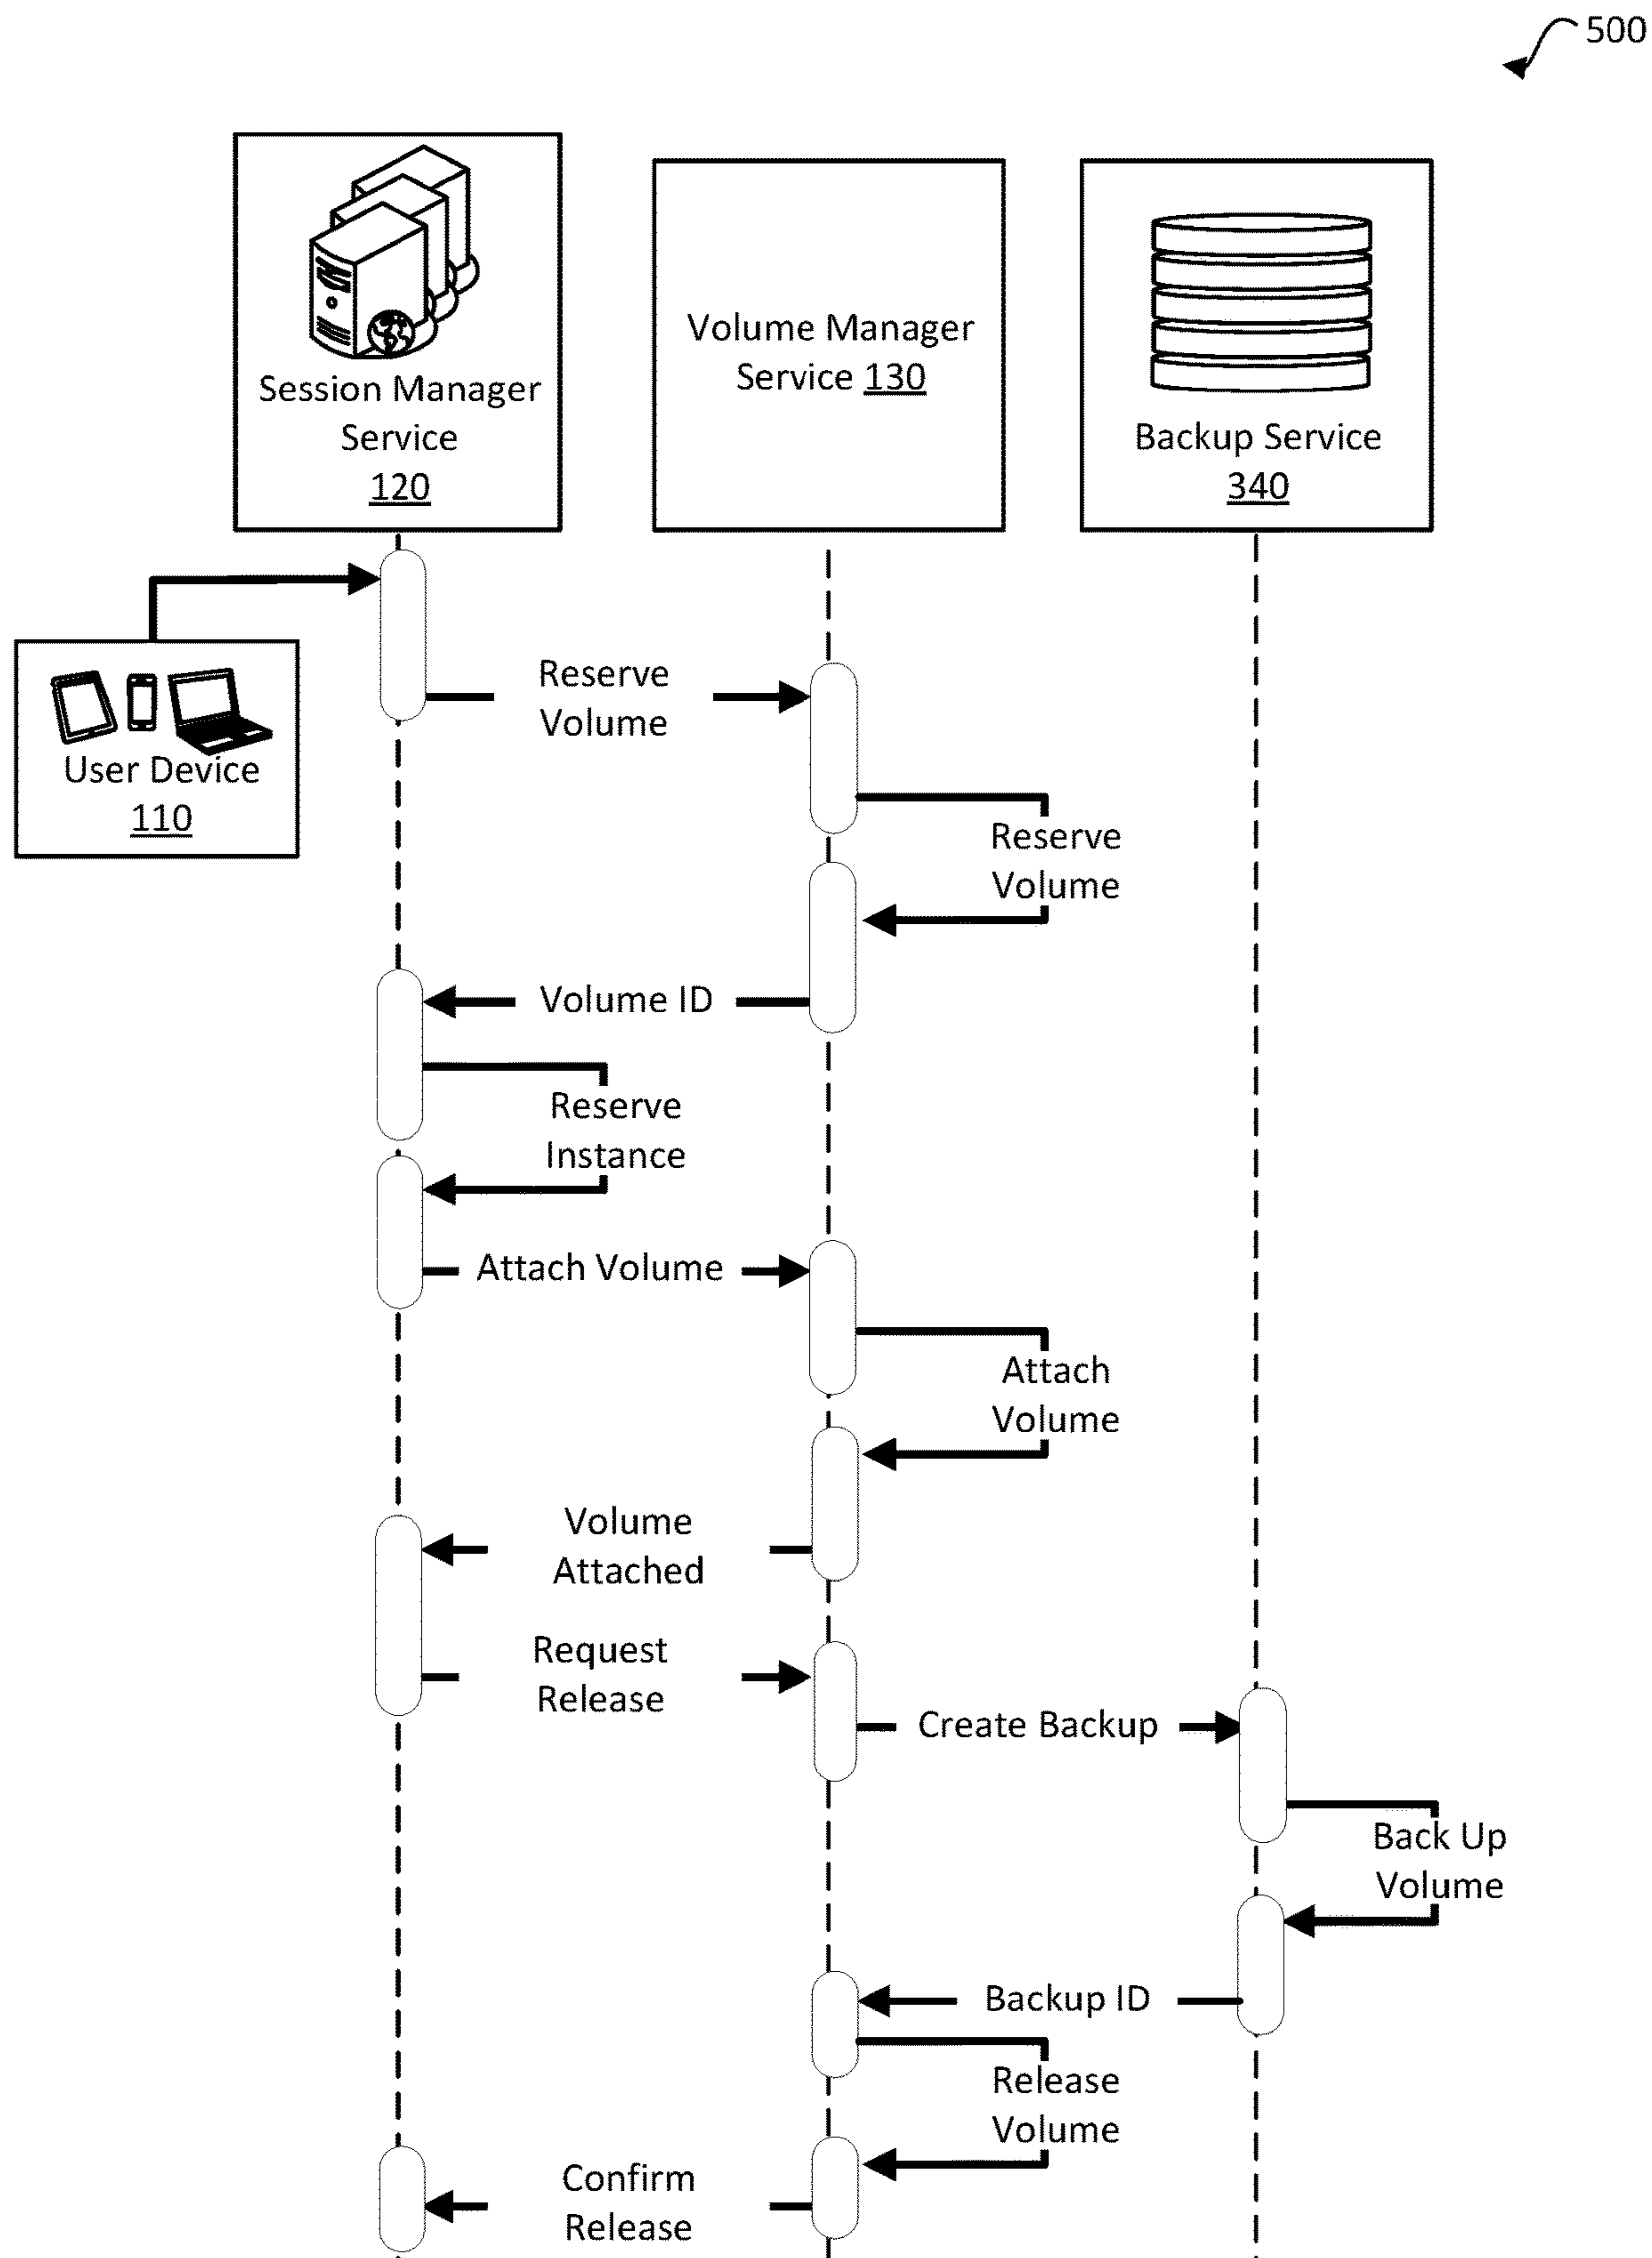 500
Session Manager
Service
120
Volume Manager
Service 130
Backup Service
340
User Device
110
Reserve
Volume
Reserve
Volume
Volume ID
Reserve
Instance
Attach Volume
Attach
Volume
Volume
Attached
Request
Release
Create Backup
Back Up
Volume
Backup ID
Release
Volume
Confirm
Release